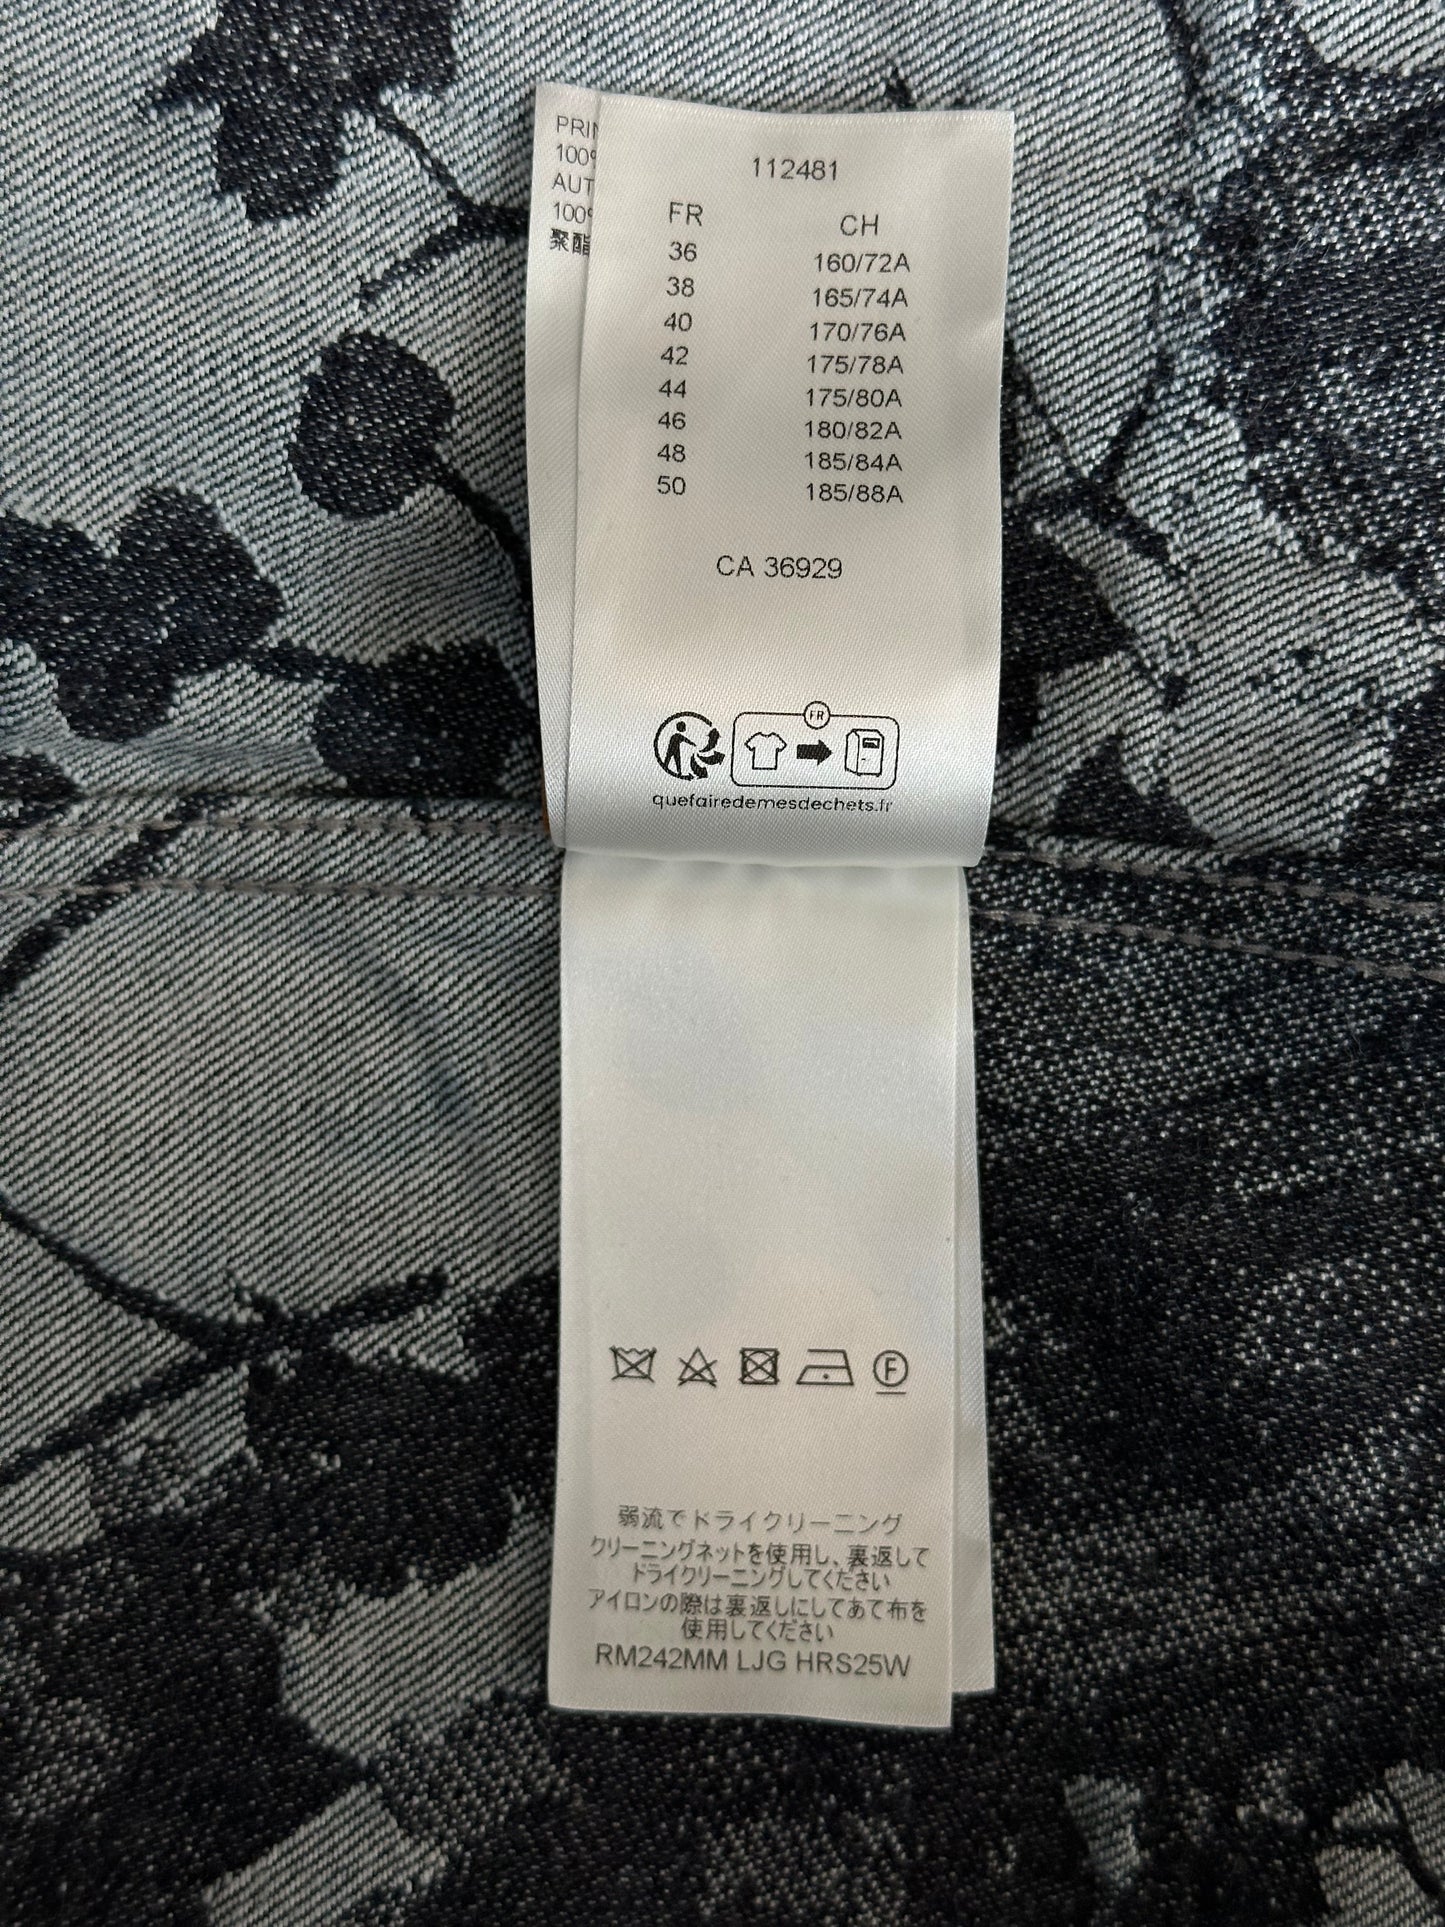 PRIN
100%
AUT
100%
聚酯
112481
FR CH
36 160/72A
38 165/74A
40 170/76A
42 175/78A
44 175/80A
46 180/82A
48 185/84A
50 185/88A
CA 36929
FR
quefairedemesdechets.fr
F
弱流でドライクリーニング
クリーニングネットを使用し、裏返して
ドライクリーニングしてください
アイロンの際は裏返しにしてあて布を
使用してください
RM242MM LJG HRS25W